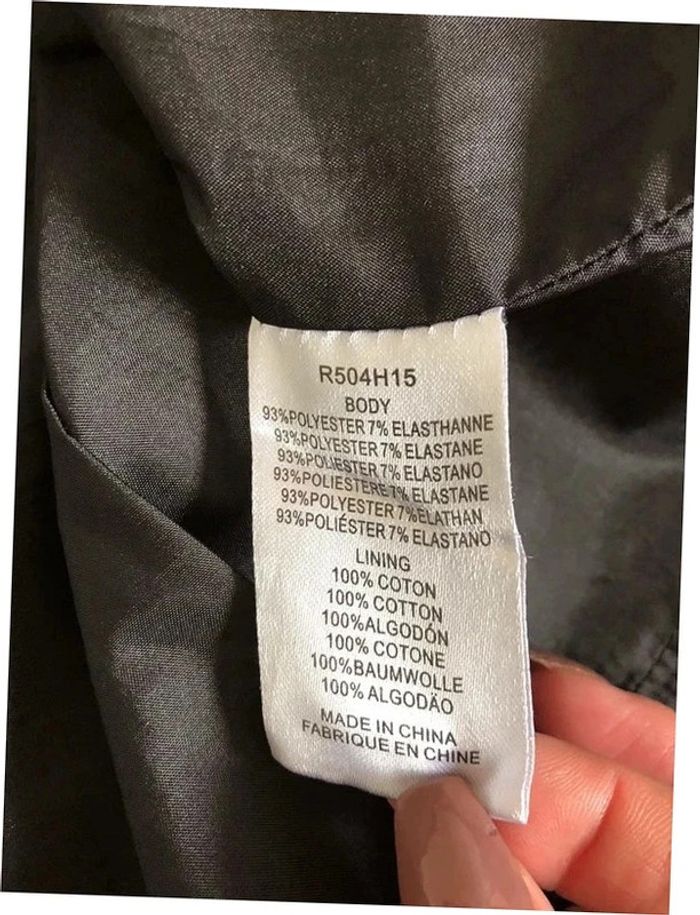 R504H15
BODY
93%POLYESTER 7% ELASTHANNE
93%POLYESTER 7% ELASTANE
93%POLIESTER 7% ELASTANO
93%POLIESTERE 7% ELASTANE
93%POLYESTER 7% ELATHAN
93%POLIÉSTER 7% ELASTANO
LINING
100% COTON
100% COTTON
100%ALGODÓN
100% COTONE
100%BAUMWOLLE
100% ALGODÃO
MADE IN CHINA
FABRIQUE EN CHINE